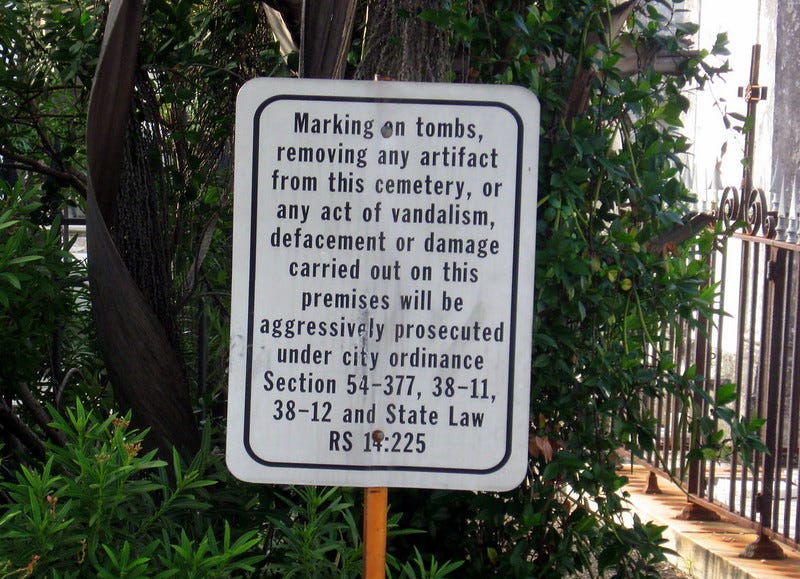 Marking on tombs,
removing any artifact
from this cemetery, or
any act of vandalism,
defacement or damage
carried out on this
premises will be
aggressively prosecuted
under city ordinance
Section 54-377, 38-11,
38-12 and State Law
RS 14:225